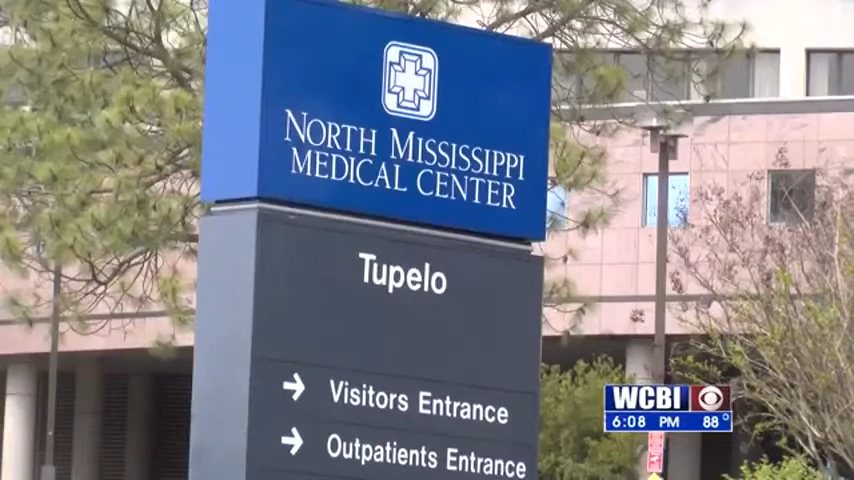 North Mississippi
Medical Center
Tupelo
→ Visitors Entrance
→ Outpatients Entrance
WCBI
6:08 PM 88°